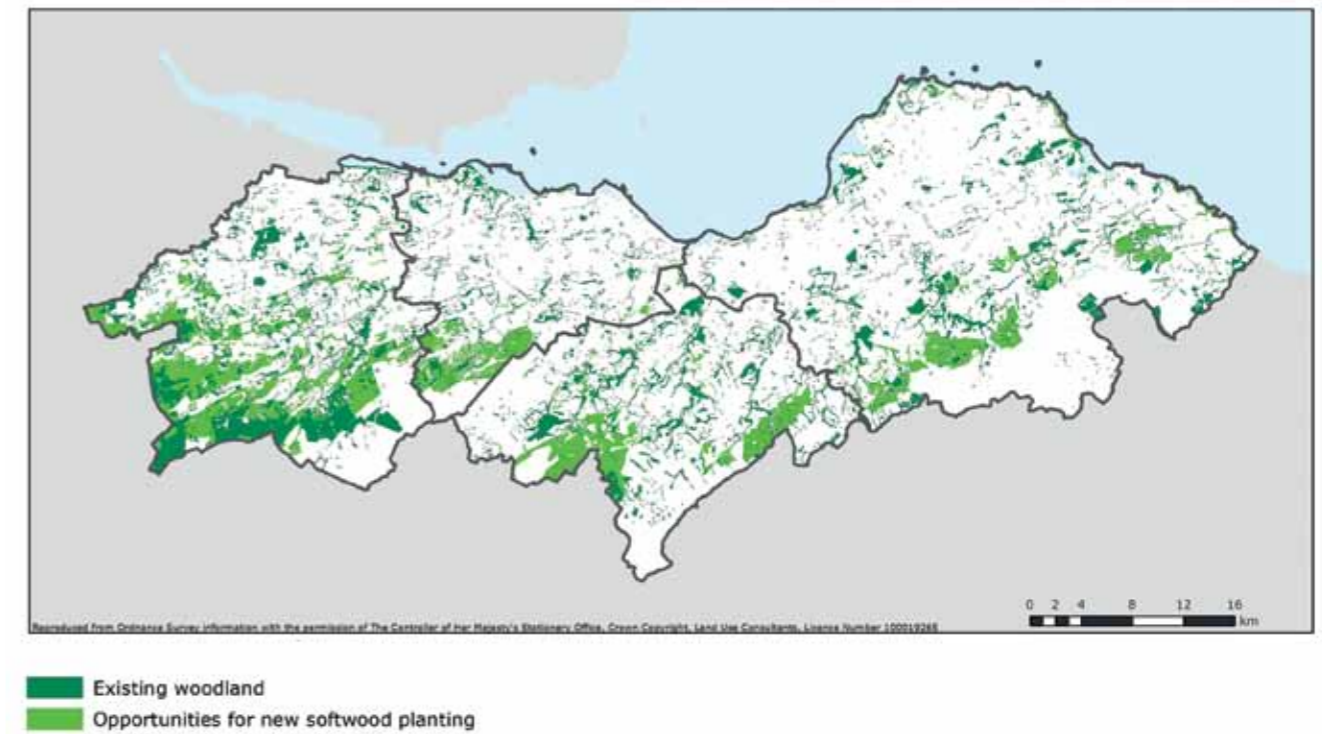 0 2 4 8 12 16
km
Reproduced from Ordnance Survey information with the permission of The Controller of Her Majesty's Stationery Office, Crown Copyright, Land Use Consultants, Licence Number 100019265
Existing woodland
Opportunities for new softwood planting